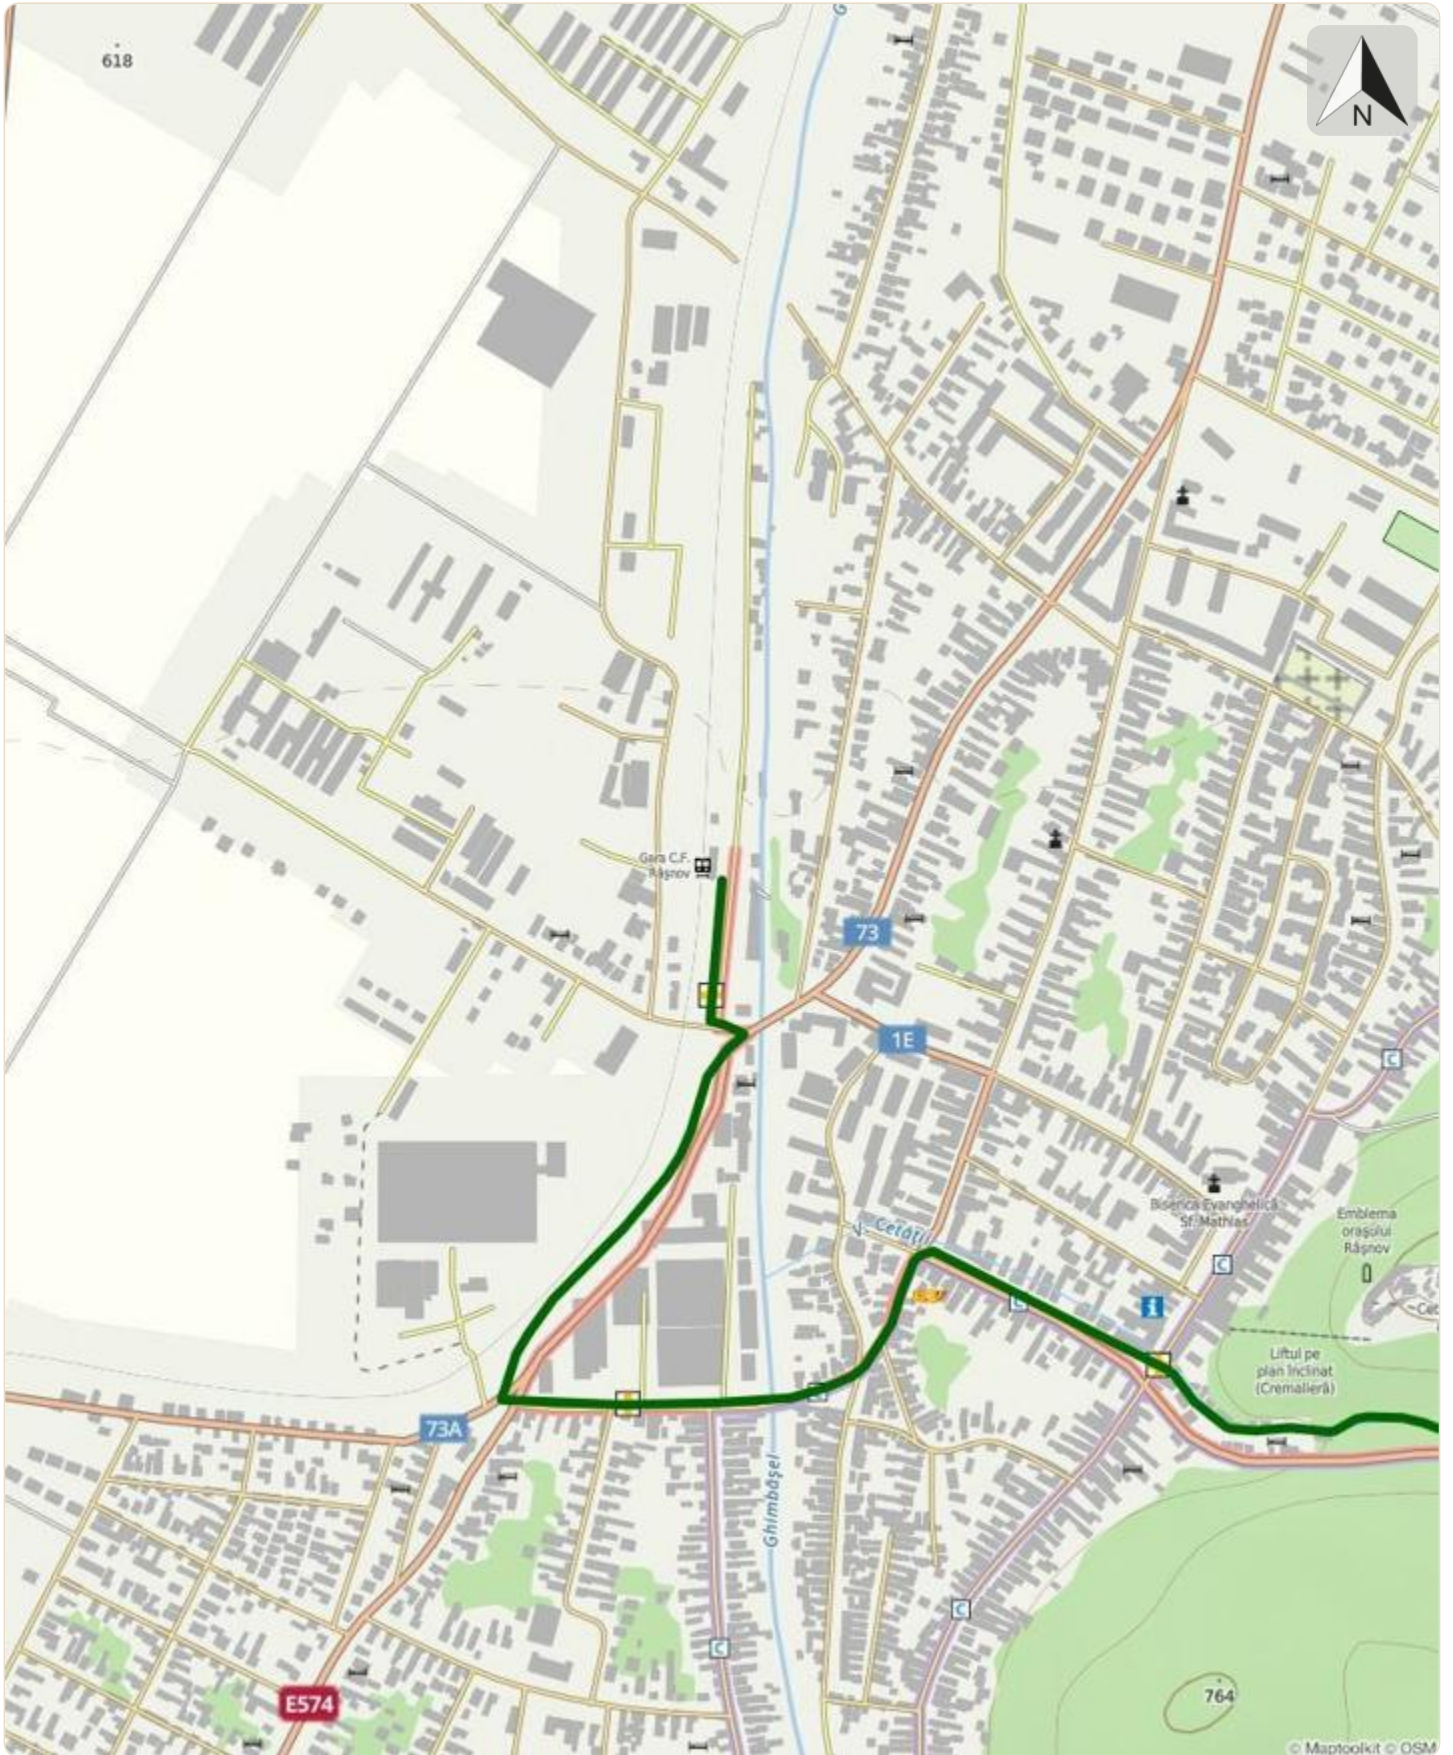 618
G
N
Gara C.F.
Râșnov
73
1E
V. Cetății
Biserica Evanghelică
Sf. Mathias
Emblema
orașului
Râșnov
C
C
C
i
Cet
Liftul pe
plan înclinat
(Cremalieră)
73A
Ghimbășel
C
C
E574
764
© Maptoolkit © OSM